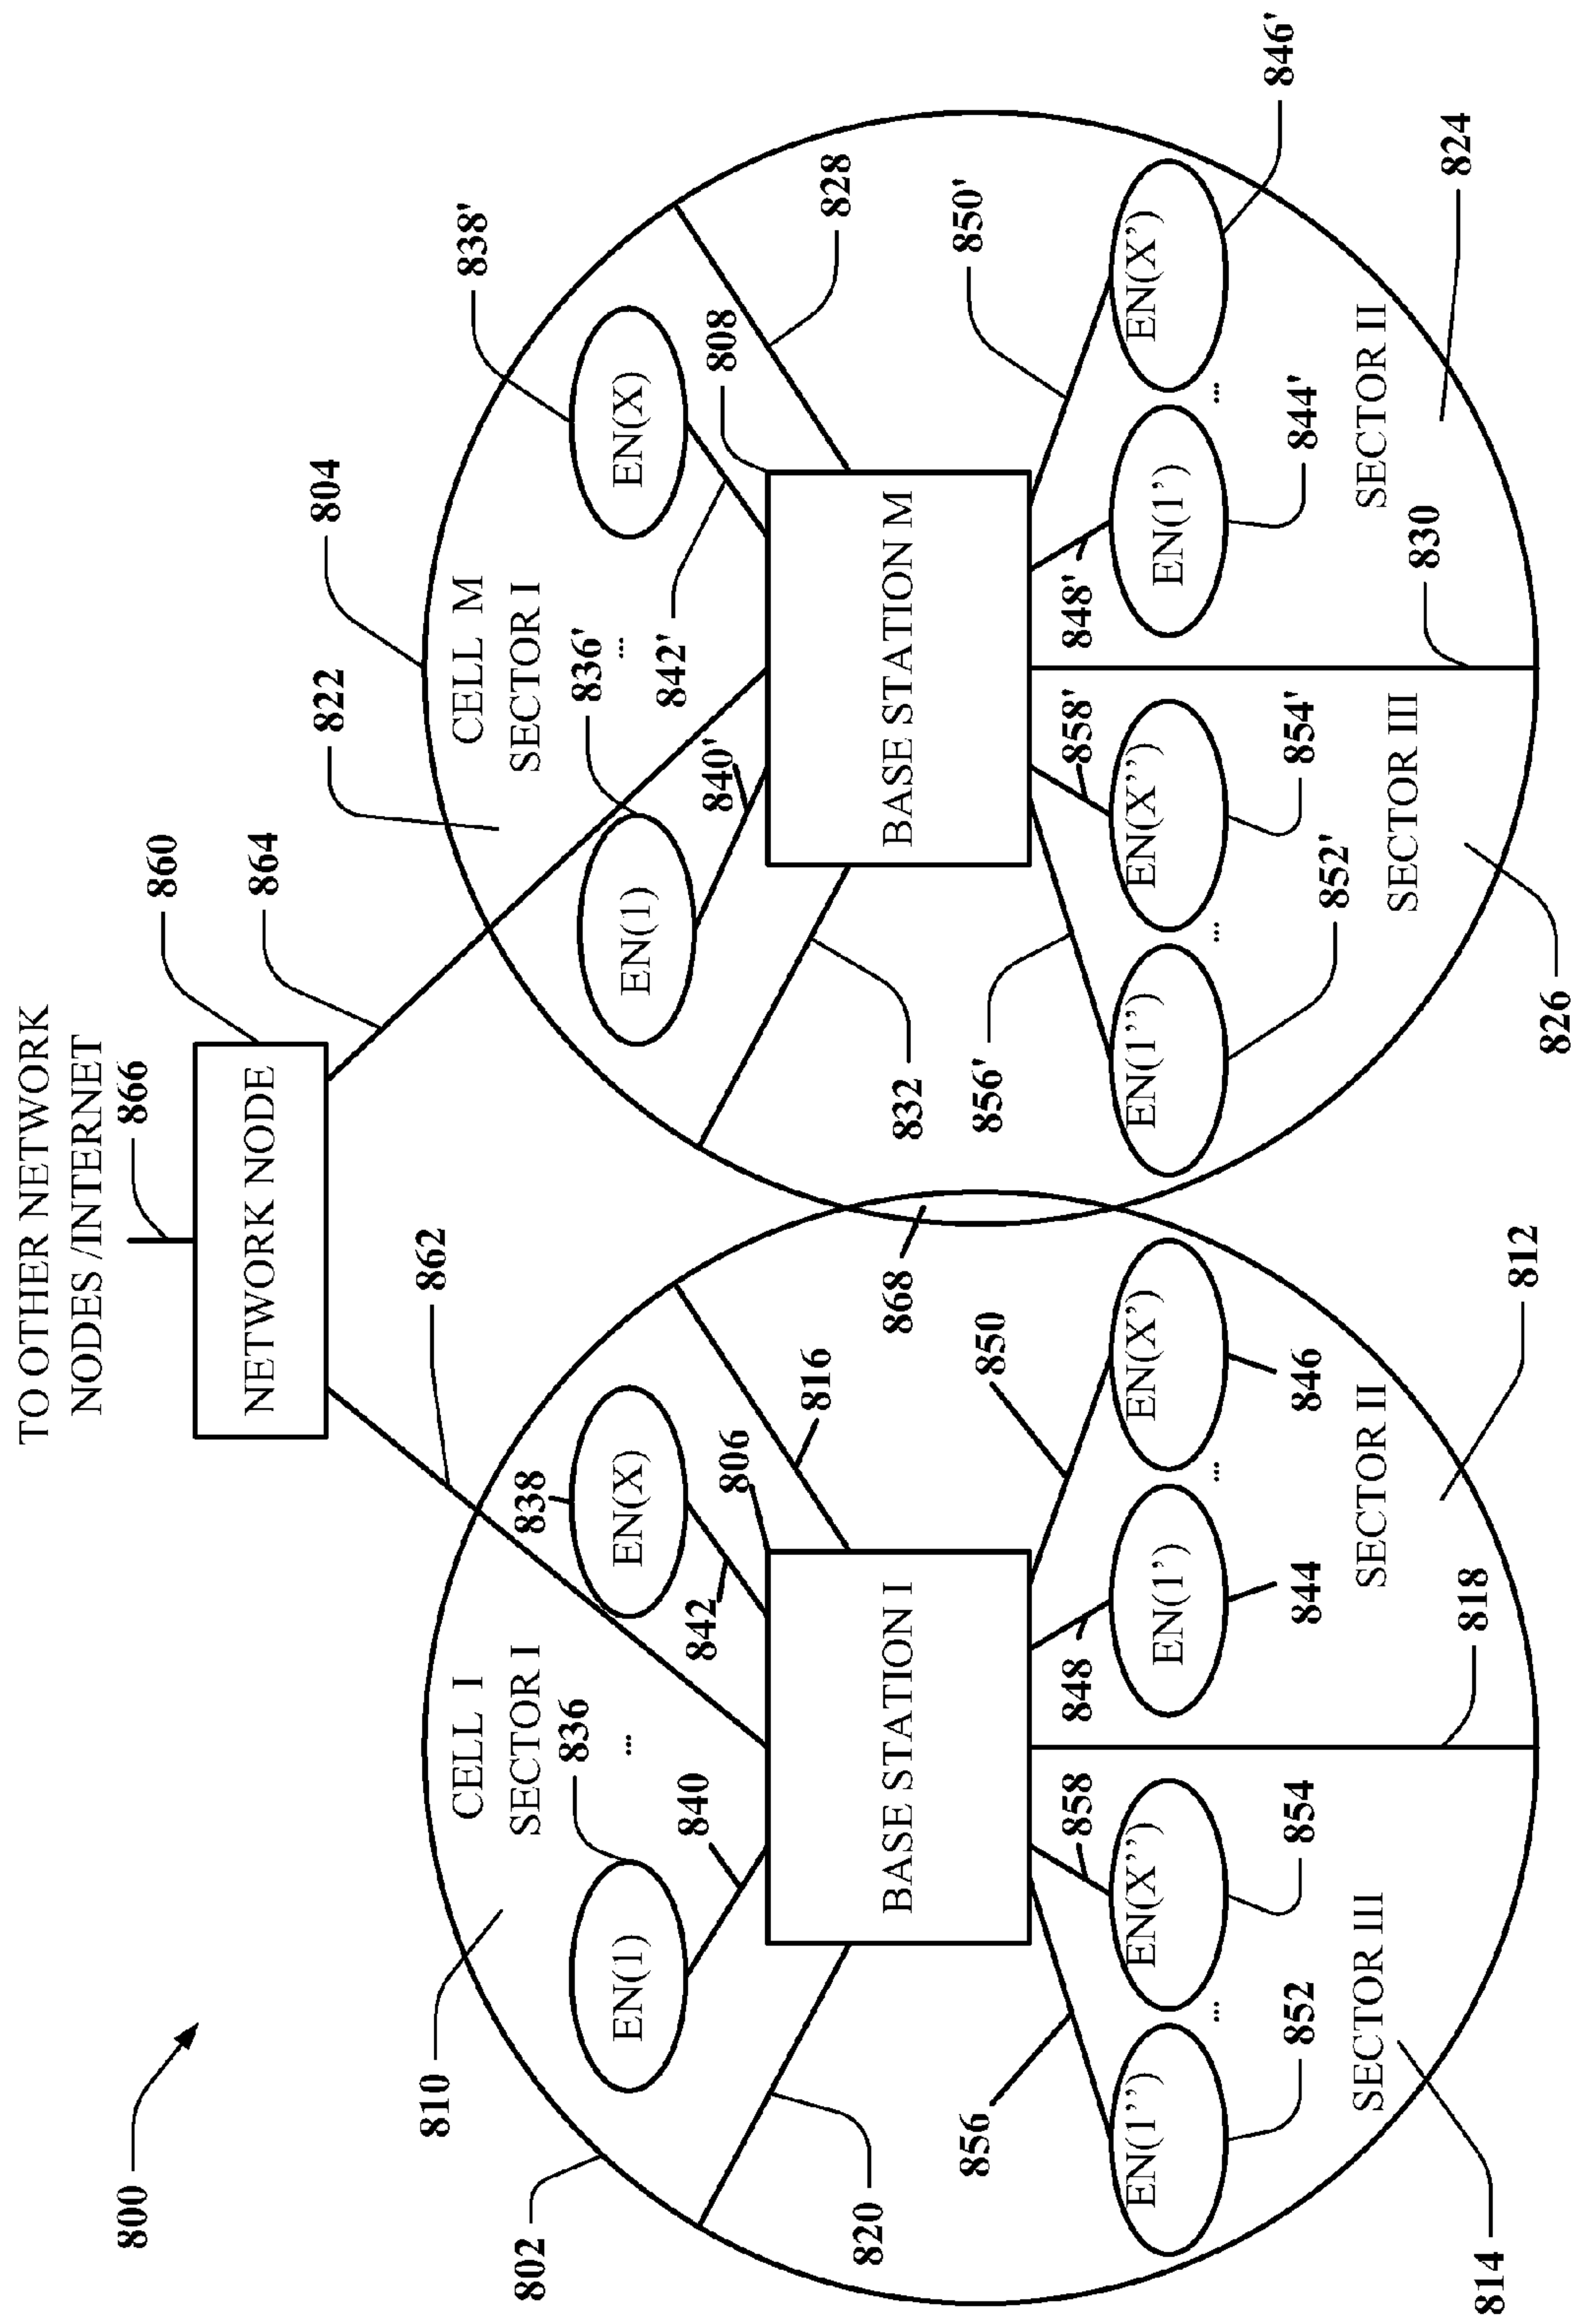 800
TO OTHER NETWORK
NODES /INTERNET
866
NETWORK NODE
860
862
864
802
810
CELL I
SECTOR I
836
...
838
EN(1)
EN(X)
840
842
806
816
820
BASE STATION I
856
858
848
850
EN(1’’)
...
EN(X’’)
EN(1’)
...
EN(X’)
852
854
844
846
SECTOR III
SECTOR II
814
818
812
868
804
822
CELL M
SECTOR I
836'
...
838'
EN(1)
EN(X)
840'
842'
808
828
832
BASE STATION M
856'
858'
848'
850'
EN(1’’)
...
EN(X’’)
EN(1’)
...
EN(X’)
852'
854'
844'
846'
SECTOR III
SECTOR II
826
830
824